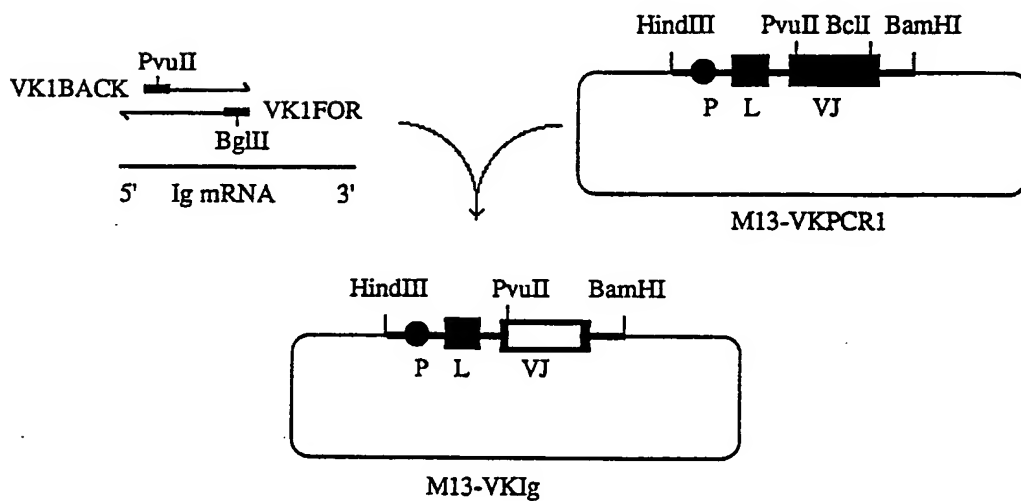 PvuII
VK1BACK
VK1FOR
BglII
5' Ig mRNA 3'
HindIII PvuII BclI BamHI
P L VJ
M13-VKPCR1
HindIII PvuII BamHI
P L VJ
M13-VKIg